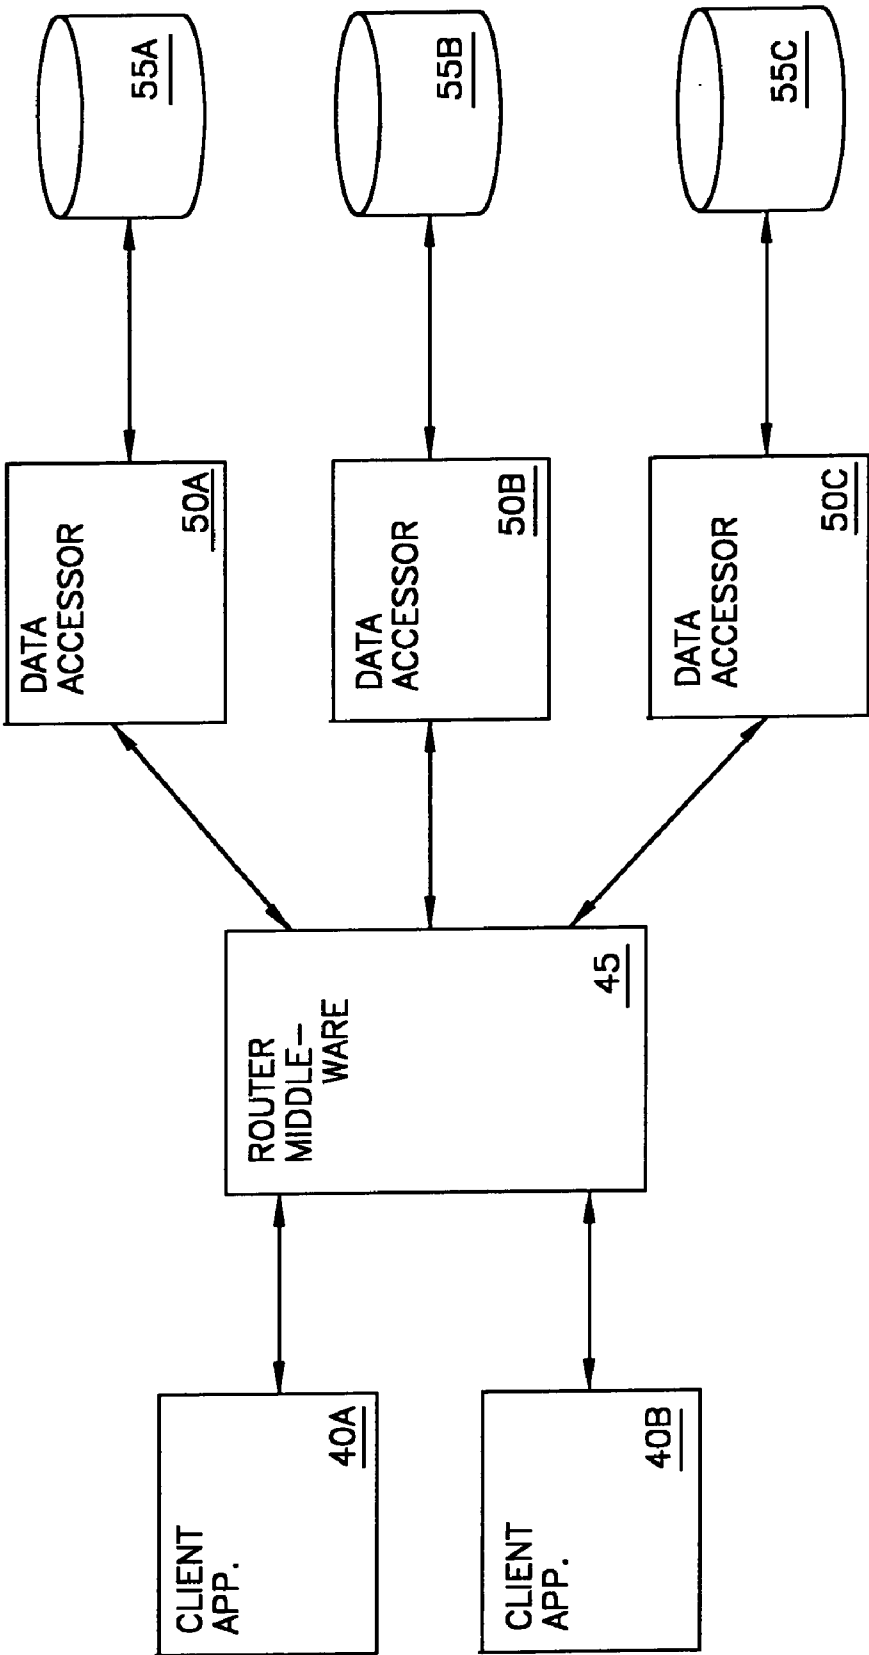 CLIENT
APP.
40A
CLIENT
APP.
40B
ROUTER
MIDDLE-
WARE
45
DATA
ACCESSOR
50A
DATA
ACCESSOR
50B
DATA
ACCESSOR
50C
55A
55B
55C